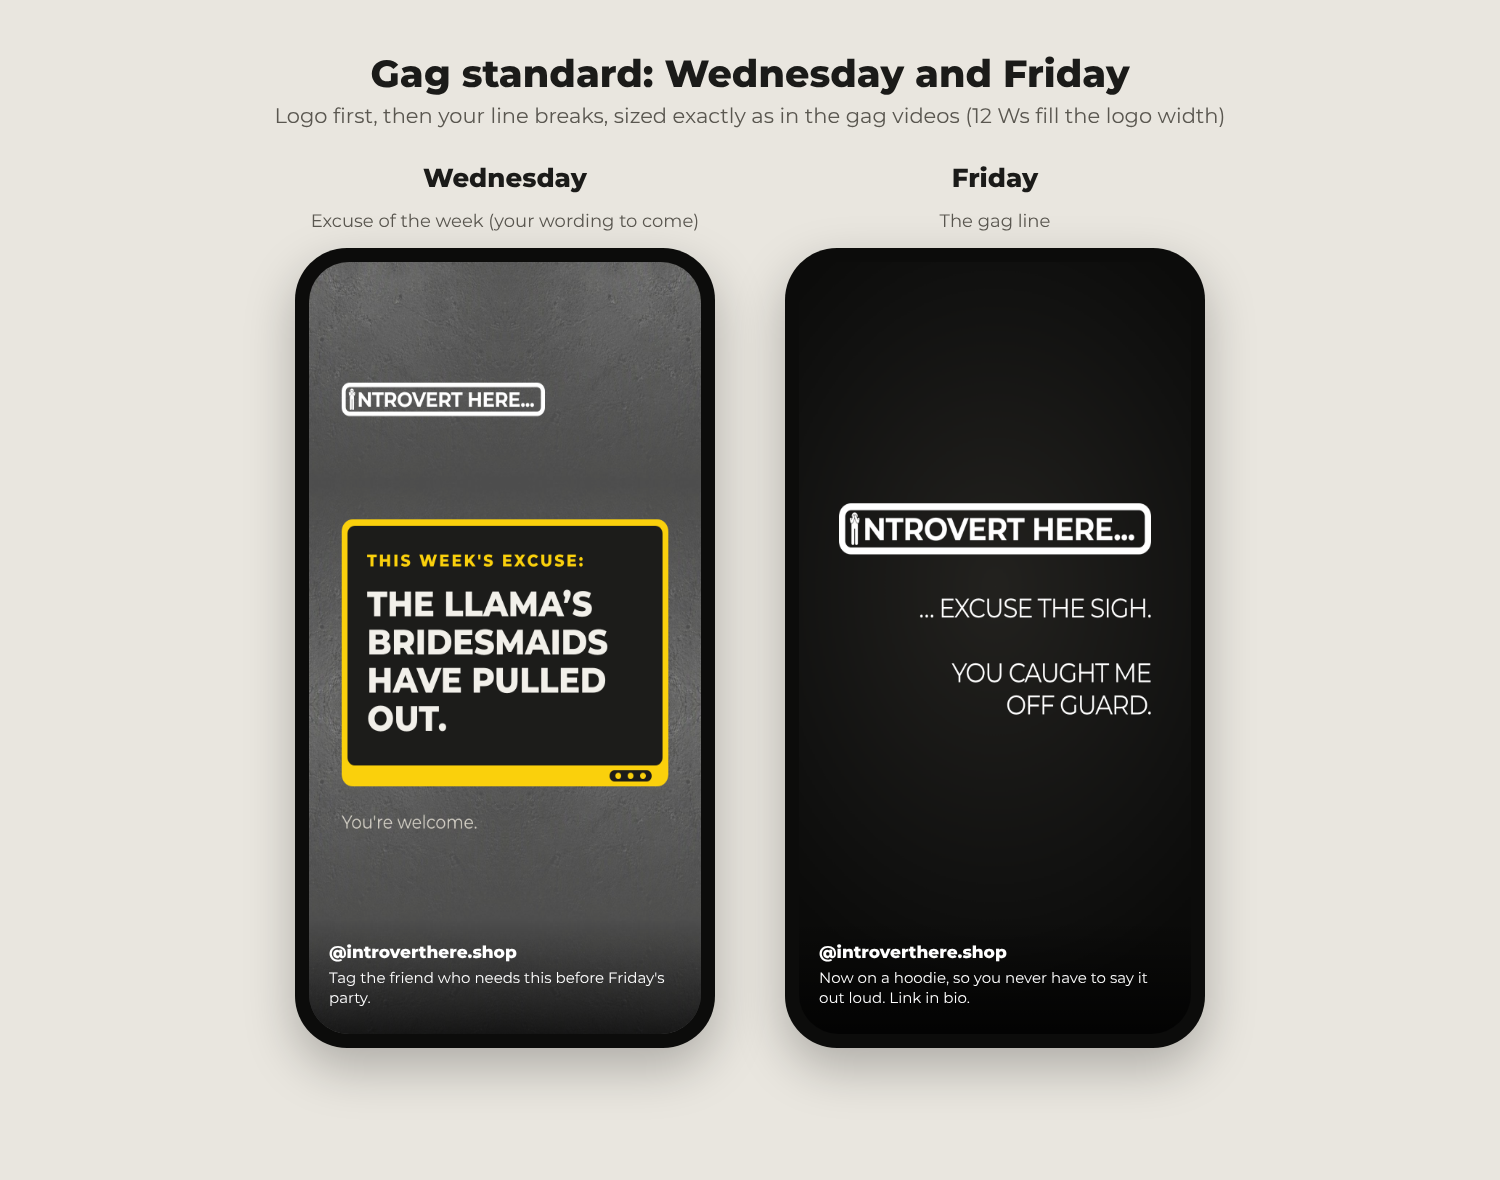 Gag standard: Wednesday and Friday
Logo first, then your line breaks, sized exactly as in the gag videos (12 Ws fill the logo width)
Wednesday
Excuse of the week (your wording to come)
INTROVERT HERE...
THIS WEEK'S EXCUSE:
THE LLAMA’S
BRIDESMAIDS
HAVE PULLED
OUT.
You're welcome.
@introverthere.shop
Tag the friend who needs this before Friday's
party.
Friday
The gag line
INTROVERT HERE...
... EXCUSE THE SIGH.
YOU CAUGHT ME
OFF GUARD.
@introverthere.shop
Now on a hoodie, so you never have to say it
out loud. Link in bio.